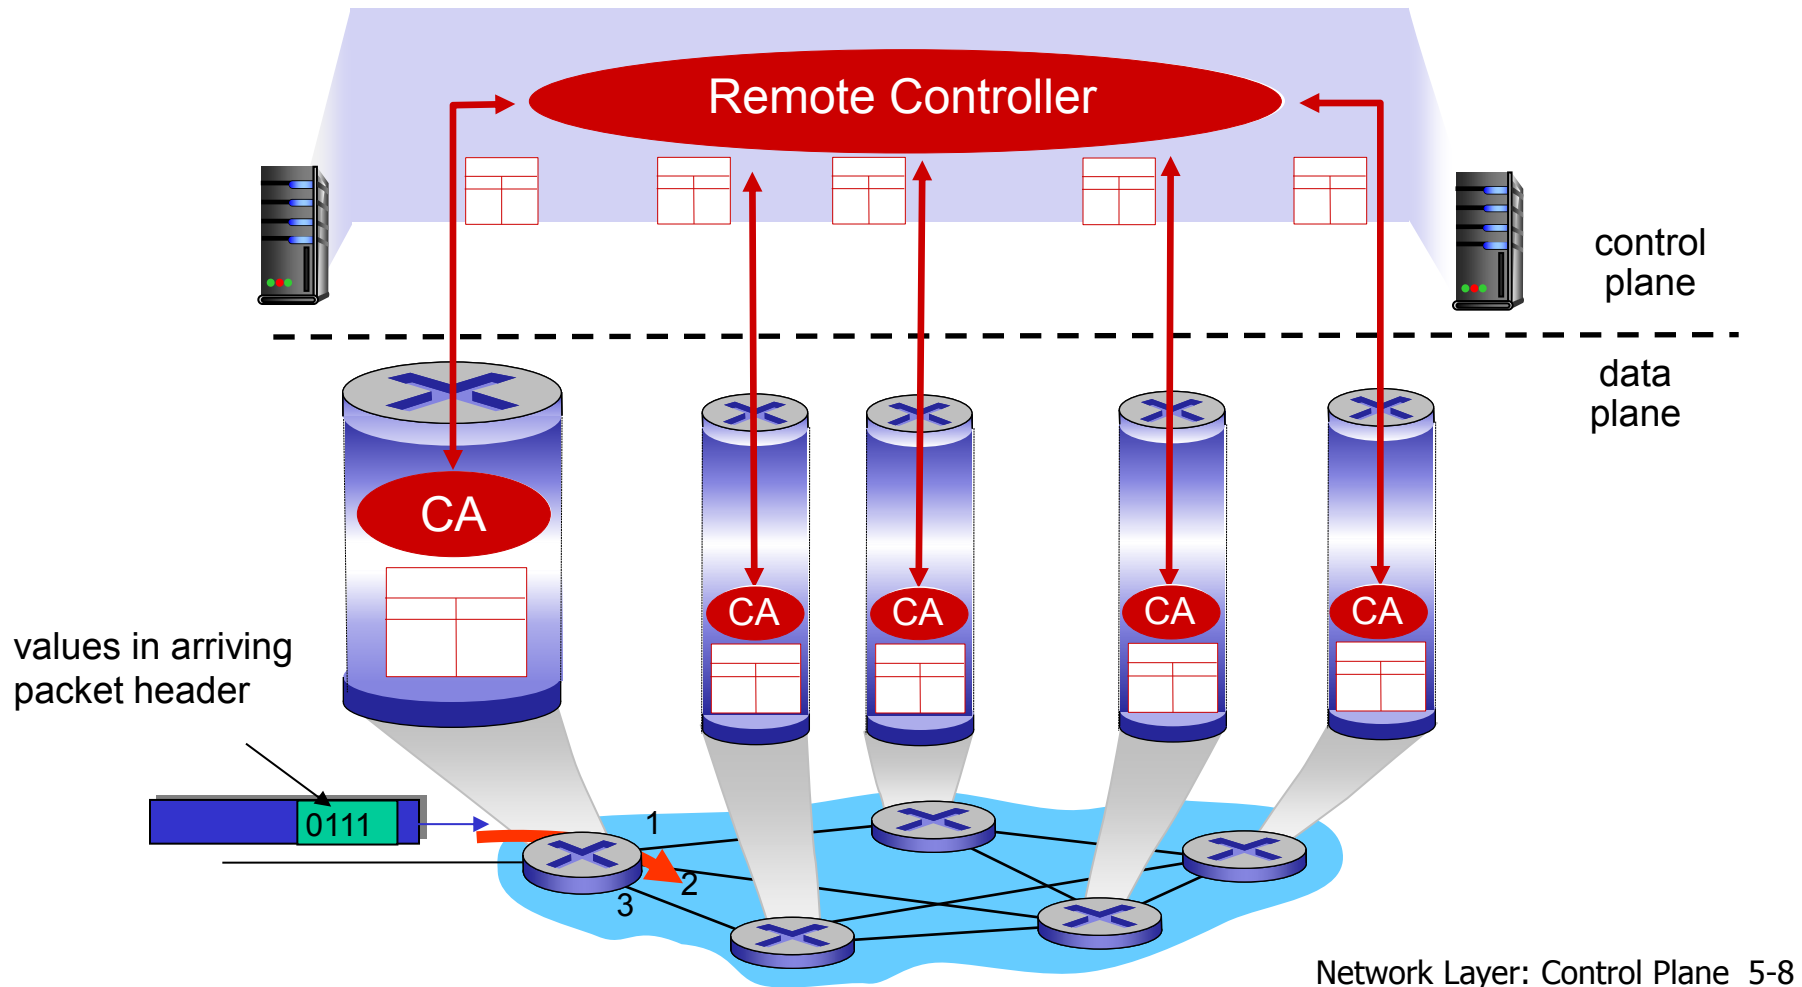 Remote Controller
control
plane
data
plane
CA
CA
CA
CA
CA
values in arriving
packet header
0111
1
2
3
Network Layer: Control Plane 5-8